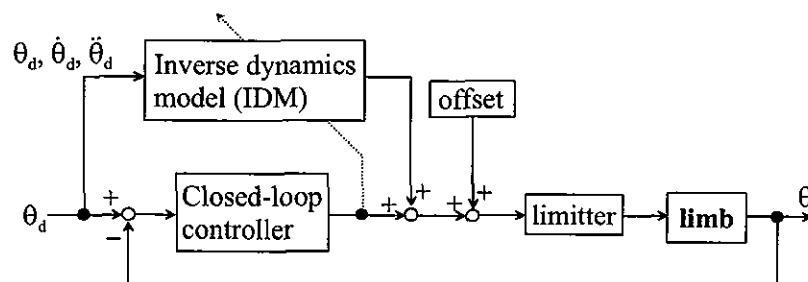 θd, θ̇d, θ̈d
Inverse dynamics
model (IDM)
offset
+
+
+
Closed-loop
controller
+
+
θd
−
limitter
limb
θ